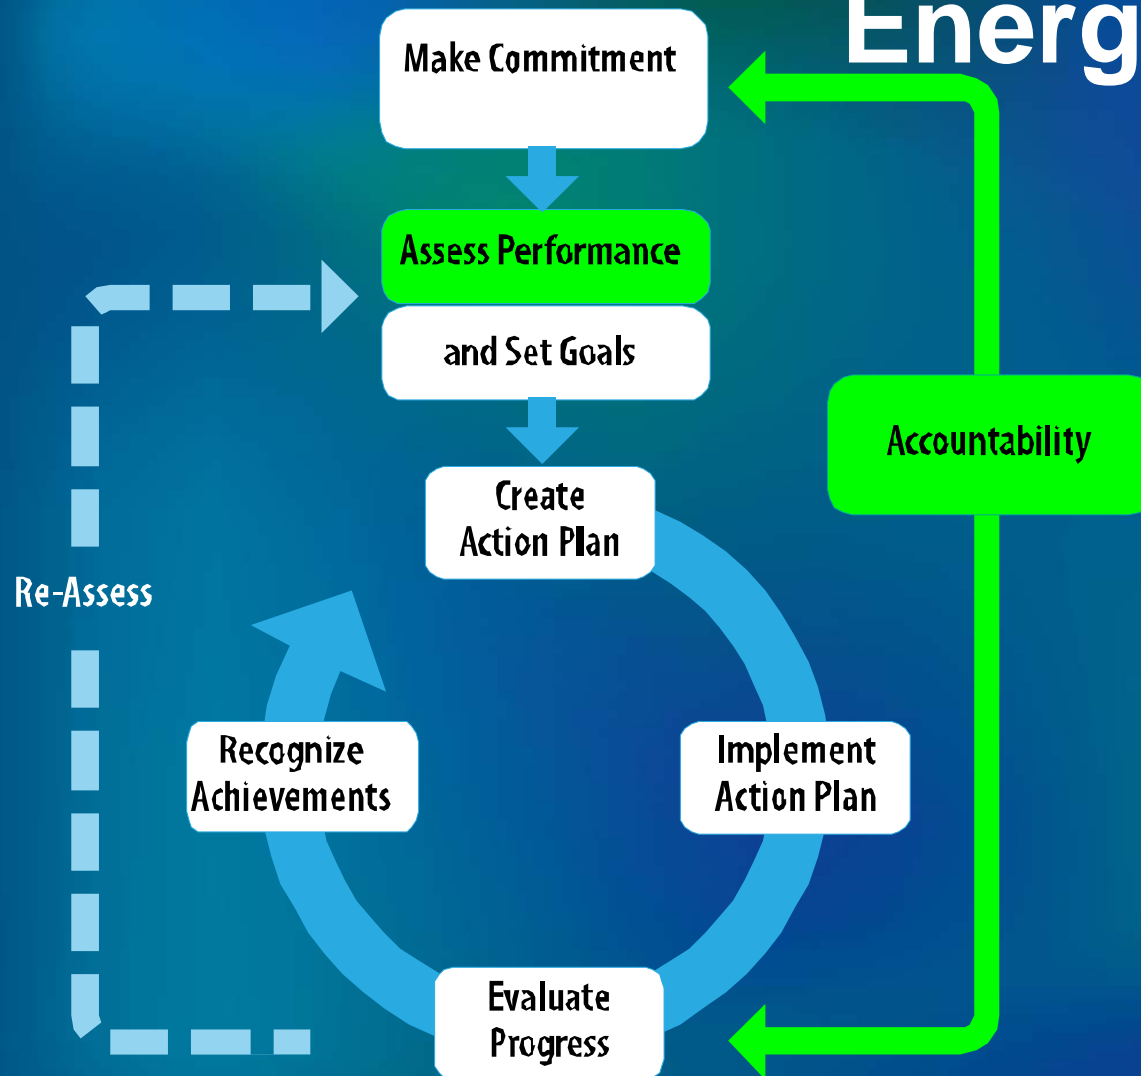 Energ
Make Commitment
Assess Performance
and Set Goals
Accountability
Create
Action Plan
Re-Assess
Recognize
Achievements
Implement
Action Plan
Evaluate
Progress